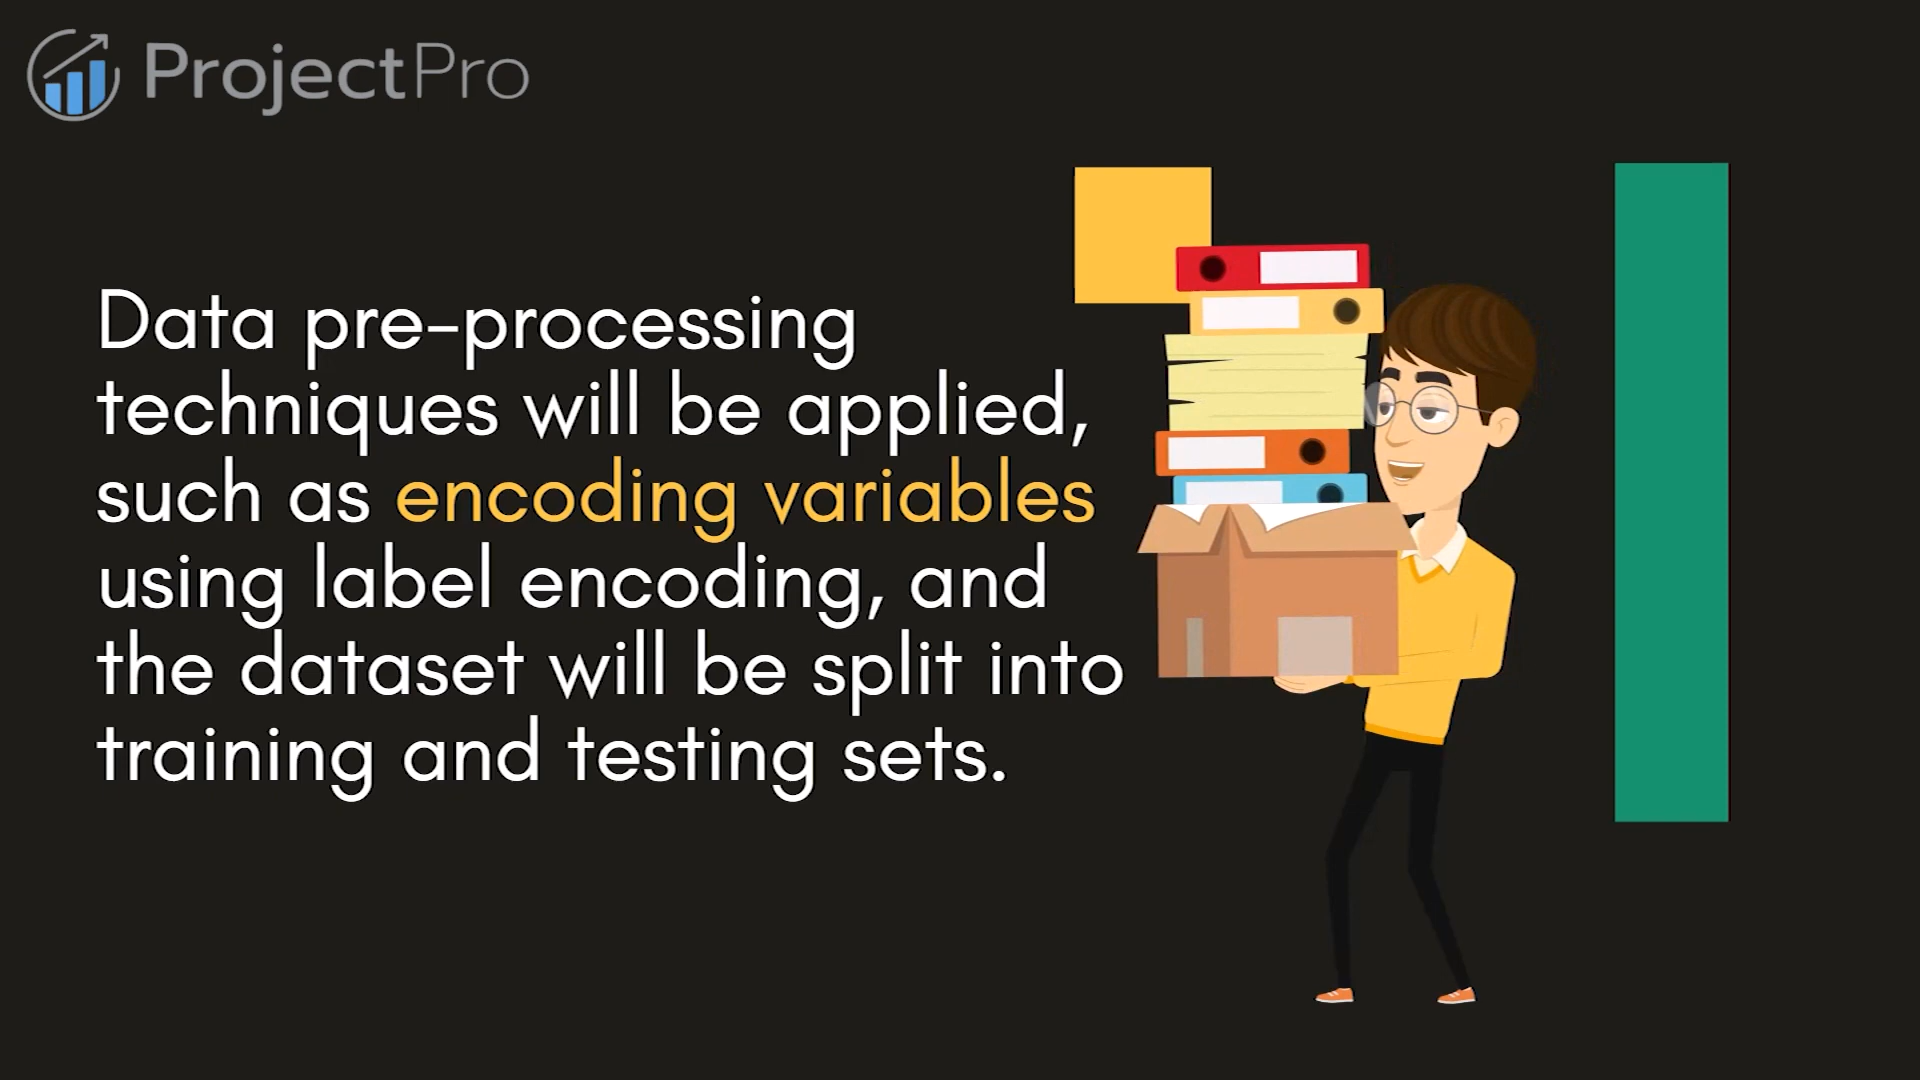 ProjectPro
Data pre-processing
techniques will be applied,
such as encoding variables
using label encoding, and
the dataset will be split into
training and testing sets.